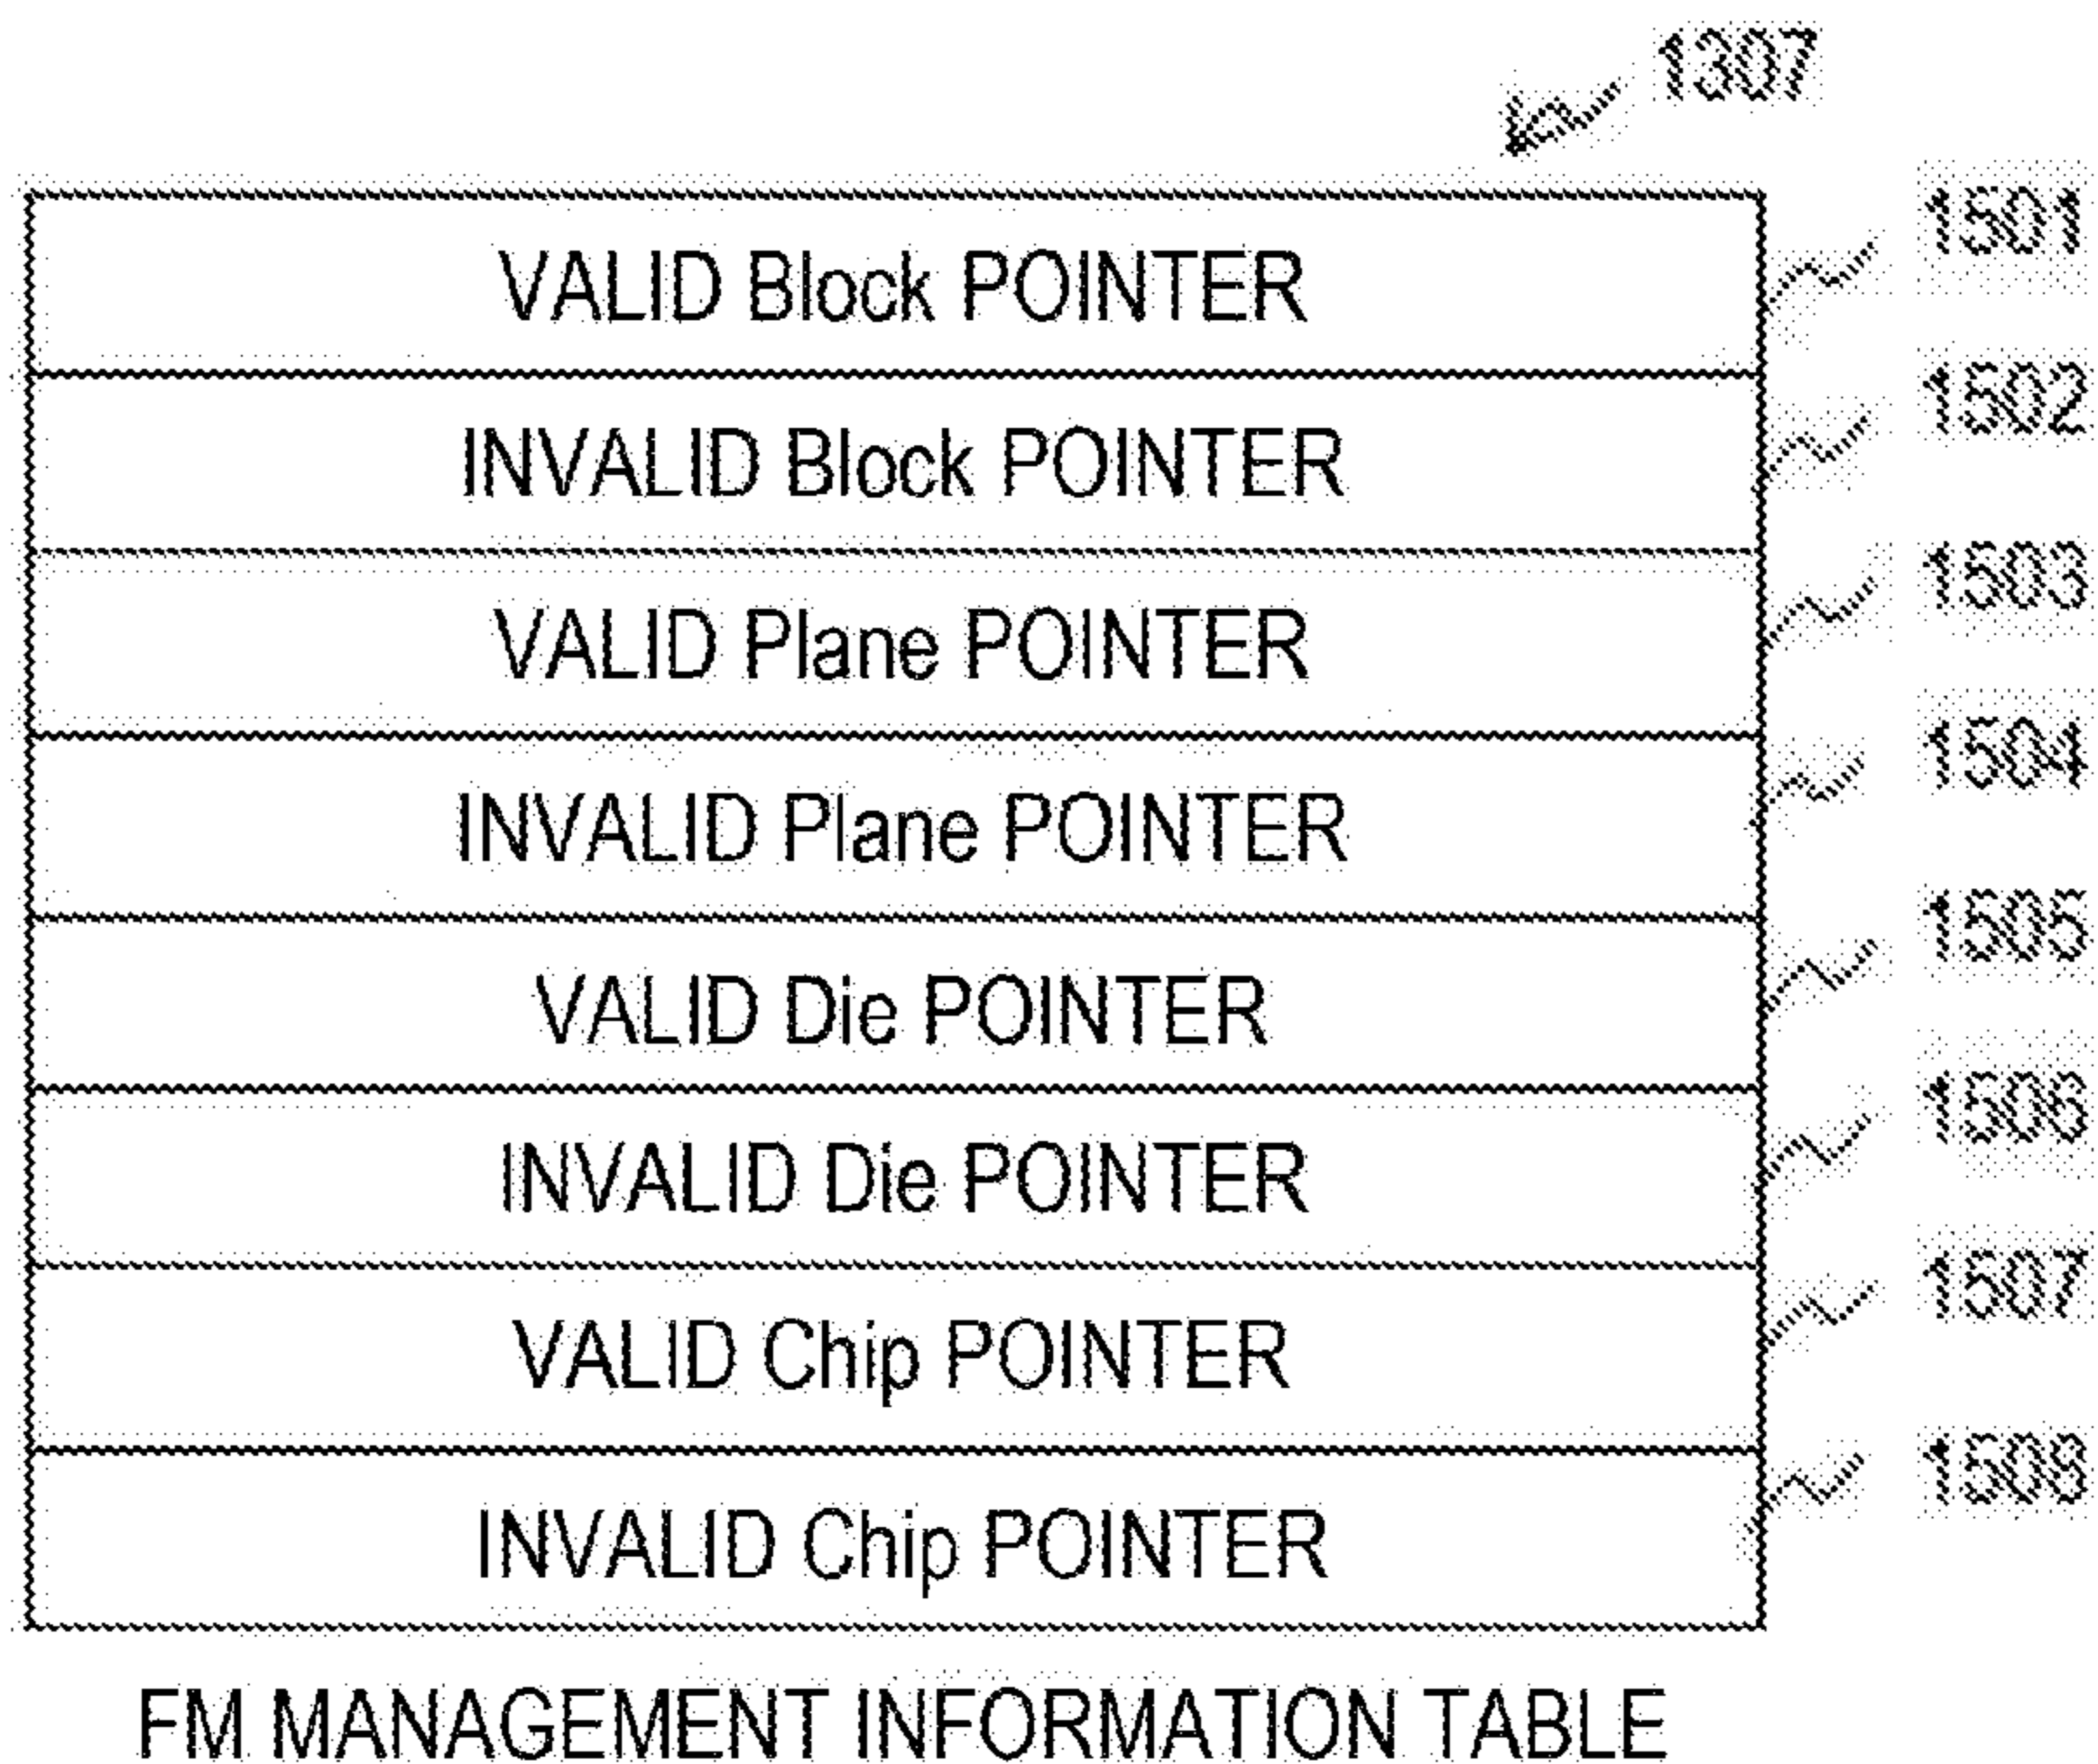 1307
VALID Block POINTER 1501
INVALID Block POINTER 1502
VALID Plane POINTER 1503
INVALID Plane POINTER 1504
VALID Die POINTER 1505
INVALID Die POINTER 1506
VALID Chip POINTER 1507
INVALID Chip POINTER 1508
FM MANAGEMENT INFORMATION TABLE